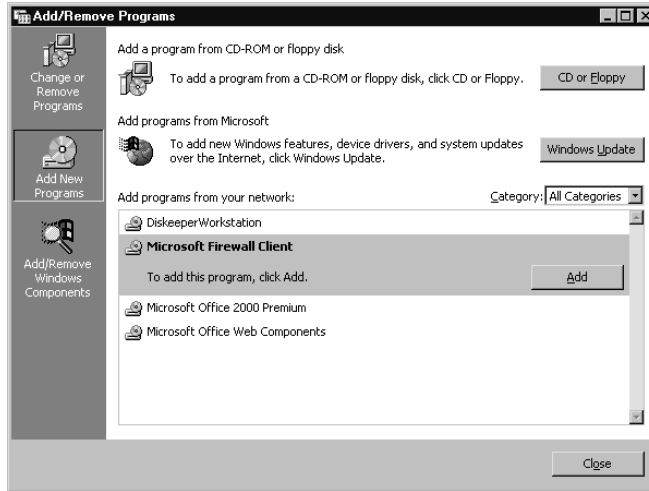 Add/Remove Programs
Change or
Remove
Programs
Add New
Programs
Add/Remove
Windows
Components
Add a program from CD-ROM or floppy disk
To add a program from a CD-ROM or floppy disk, click CD or Floppy.
CD or Floppy
Add programs from Microsoft
To add new Windows features, device drivers, and system updates
over the Internet, click Windows Update.
Windows Update
Add programs from your network:
Category: All Categories
DiskeeperWorkstation
Microsoft Firewall Client
To add this program, click Add.
Add
Microsoft Office 2000 Premium
Microsoft Office Web Components
Close